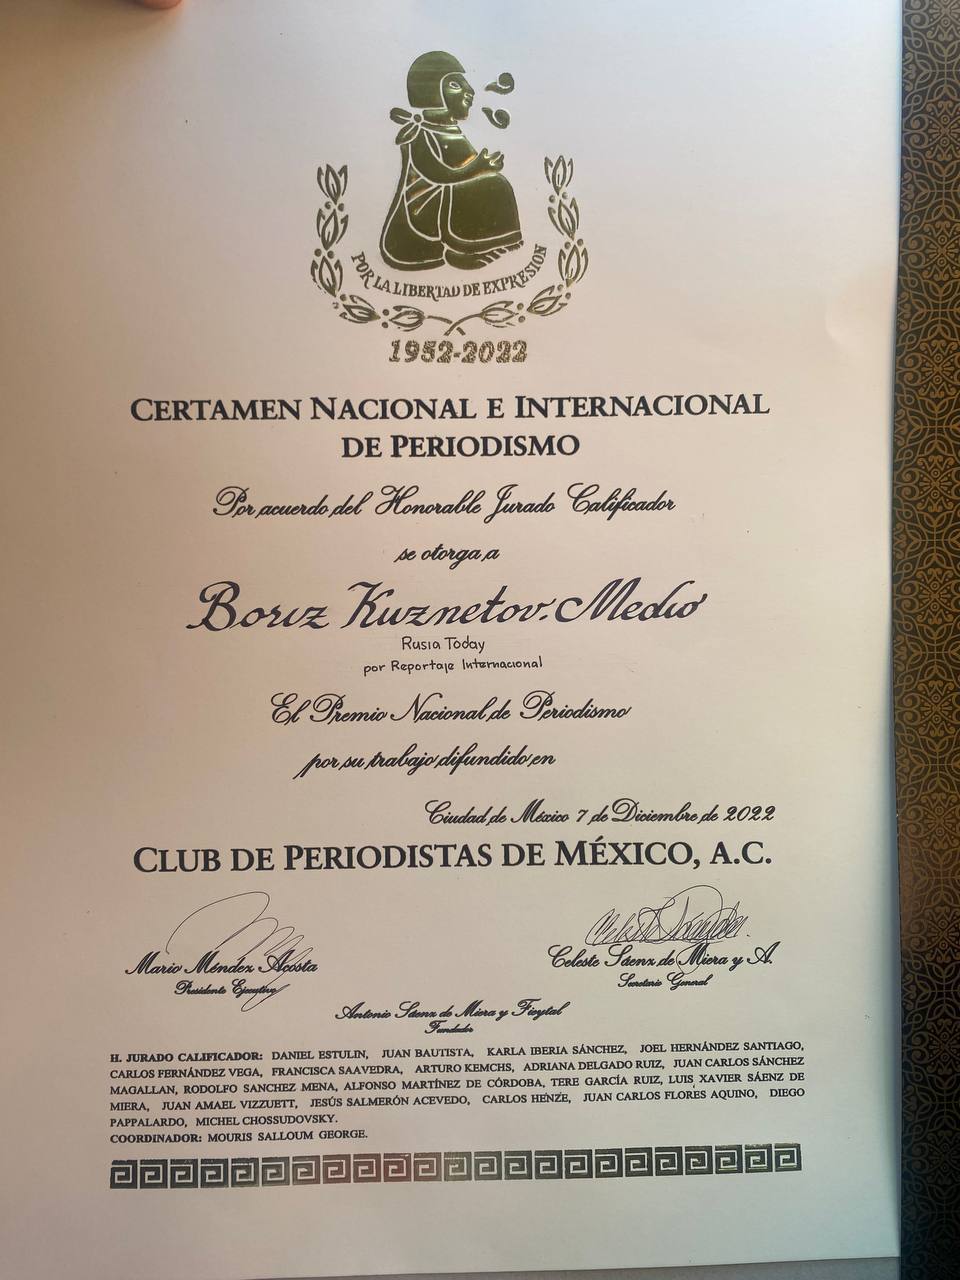 POR LA LIBERTAD DE EXPRESION
1952-2022
CERTAMEN NACIONAL E INTERNACIONAL
DE PERIODISMO
Por acuerdo del Honorable Jurado Calificador
se otorga a
Boriz Kuznetov. Medio
Rusia Today
por Reportaje Internacional
El Premio Nacional de Periodismo
por su trabajo difundido en
Ciudad de México 7 de Diciembre de 2022
CLUB DE PERIODISTAS DE MÉXICO, A.C.
Mario Méndez Acosta
Presidente Ejecutivo
Celeste Sáenz de Miera y A.
Secretario General
Antonio Sáenz de Miera y Fieytal
Fundador
H. JURADO CALIFICADOR: DANIEL ESTULIN, JUAN BAUTISTA, KARLA IBERIA SÁNCHEZ, JOEL HERNÁNDEZ SANTIAGO,
CARLOS FERNÁNDEZ VEGA, FRANCISCA SAAVEDRA, ARTURO KEMCHS, ADRIANA DELGADO RUIZ, JUAN CARLOS SÁNCHEZ
MAGALLAN, RODOLFO SANCHEZ MENA, ALFONSO MARTÍNEZ DE CÓRDOBA, TERE GARCÍA RUIZ, LUIS XAVIER SÁENZ DE
MIERA, JUAN AMAEL VIZZUETT, JESÚS SALMERÓN ACEVEDO, CARLOS HENZE, JUAN CARLOS FLORES AQUINO, DIEGO
PAPPALARDO, MICHEL CHOSSUDOVSKY.
COORDINADOR: MOURIS SALLOUM GEORGE.